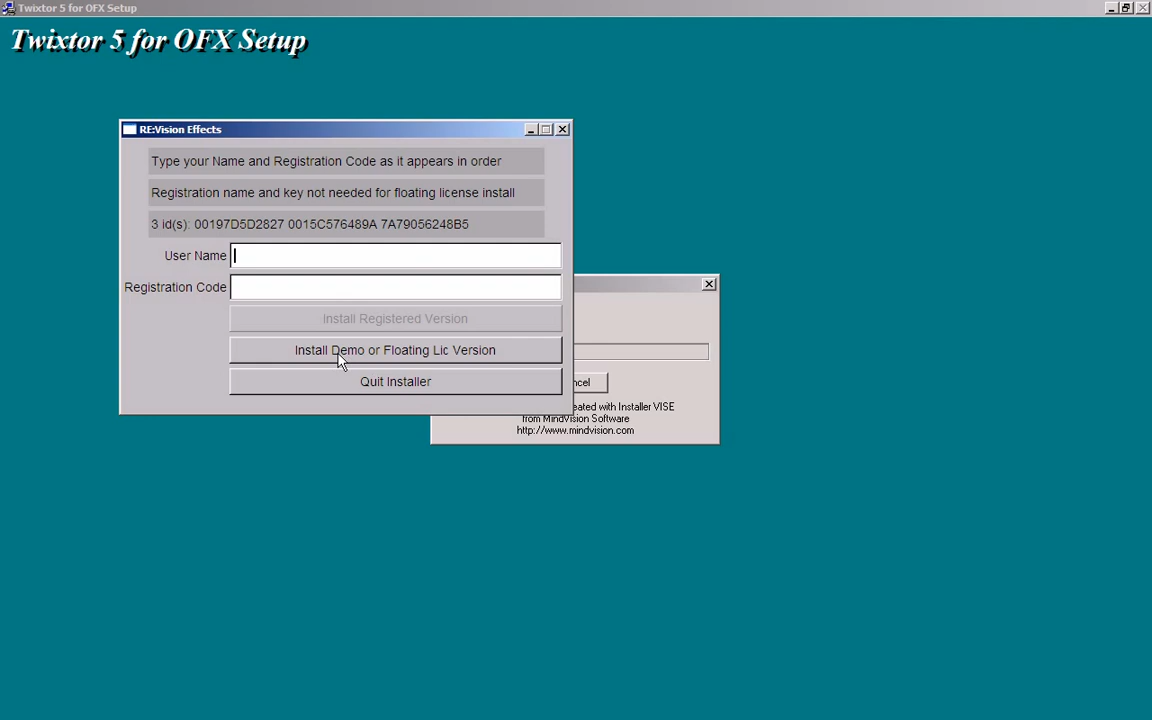 Twixtor 5 for OFX Setup
Twixtor 5 for OFX Setup
RE:Vision Effects
Type your Name and Registration Code as it appears in order
Registration name and key not needed for floating license install
3 id(s): 00197D5D2827 0015C576489A 7A79056248B5
User Name
Registration Code
Install Registered Version
Install Demo or Floating Lic Version
Quit Installer
ncel
eated with Installer VISE
from MindVision Software
http://www.mindvision.com